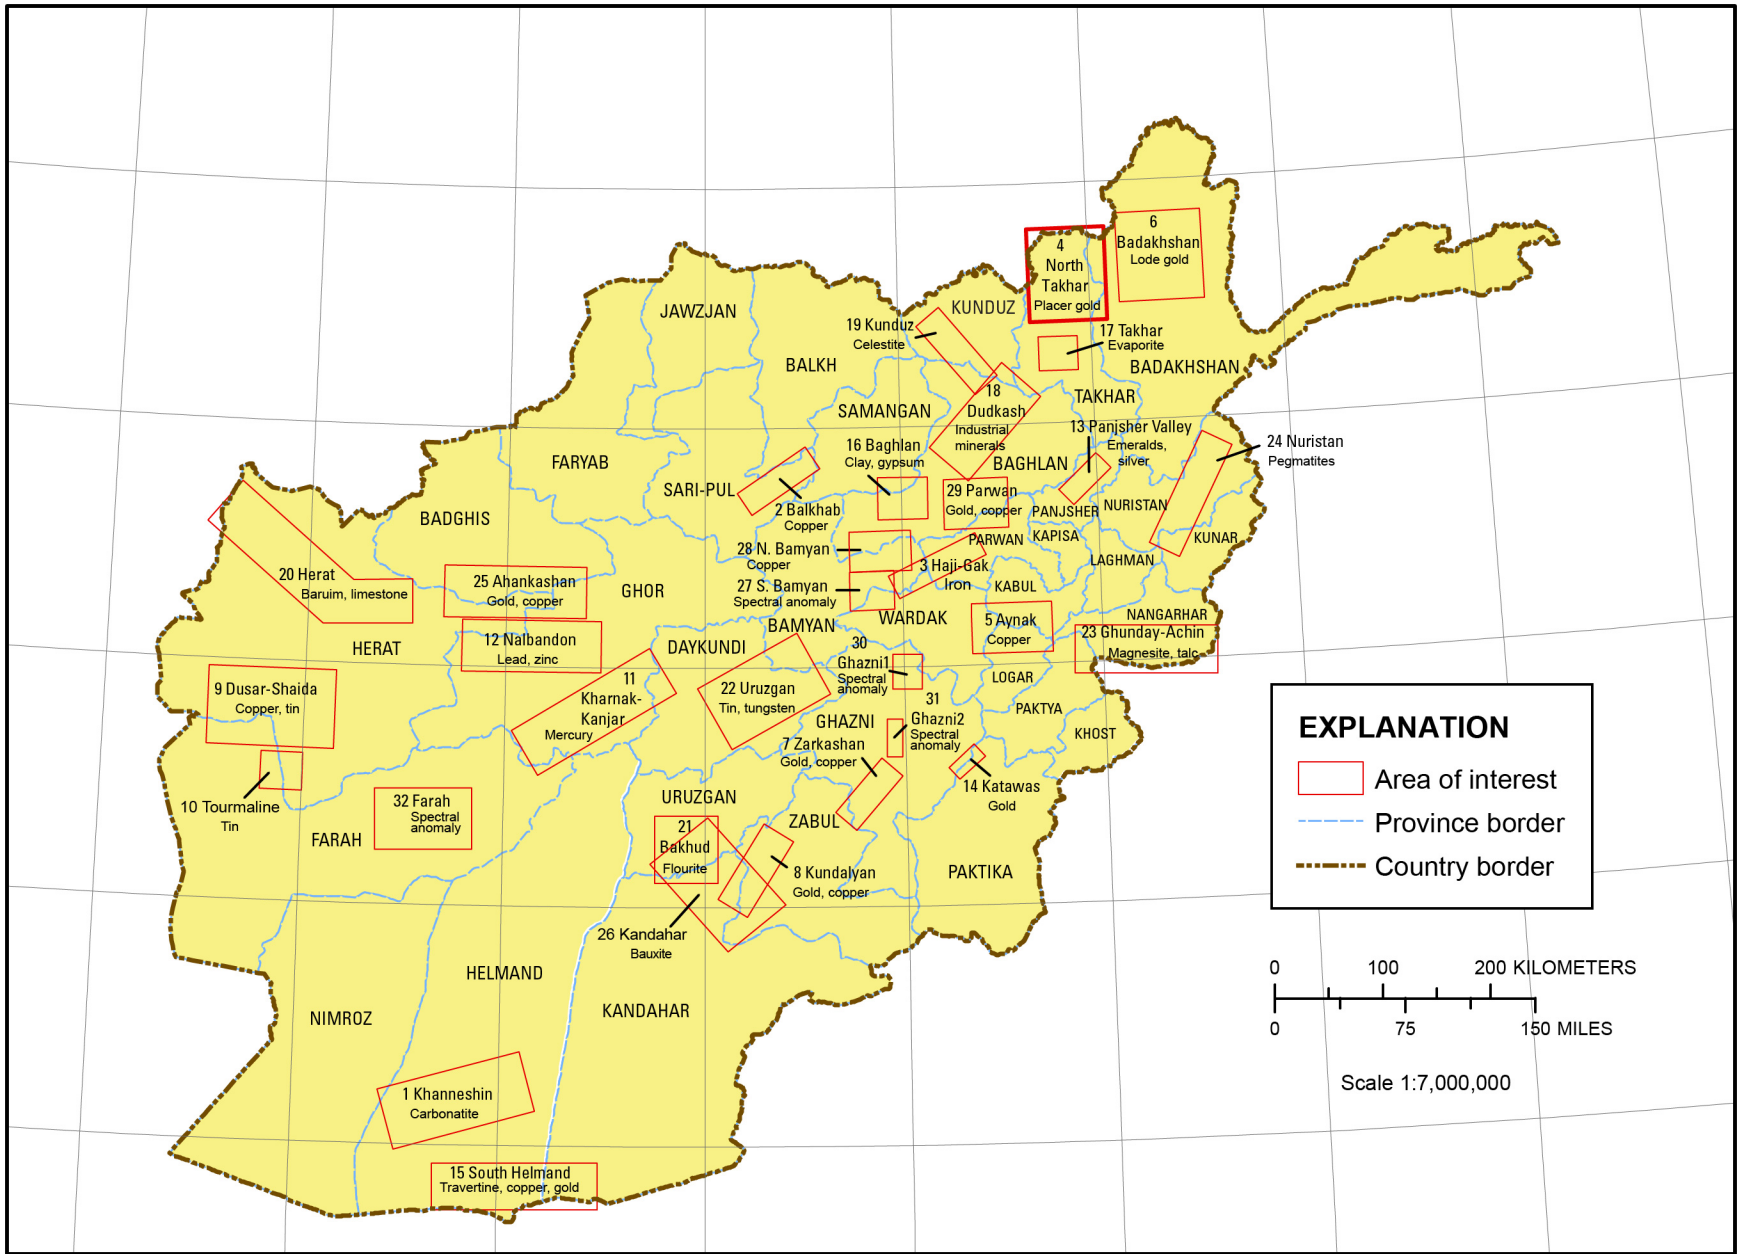 6
Badakhshan
Lode gold
4
North
Takhar
Placer gold
JAWZJAN
KUNDUZ
19 Kunduz
Celestite
17 Takhar
Evaporite
BALKH
BADAKHSHAN
18
Dudkash
Industrial
minerals
TAKHAR
SAMANGAN
13 Panjsher Valley
Emeralds,
silver
24 Nuristan
Pegmatites
16 Baghlan
Clay, gypsum
FARYAB
BAGHLAN
SARI-PUL
29 Parwan
Gold, copper
2 Balkhab
Copper
PANJSHER
NURISTAN
BADGHIS
KAPISA
KUNAR
PARWAN
28 N. Bamyan
Copper
LAGHMAN
3 Haji-Gak
Iron
20 Herat
Baruim, limestone
25 Ahankashan
Gold, copper
GHOR
27 S. Bamyan
Spectral anomaly
KABUL
WARDAK
NANGARHAR
BAMYAN
5 Aynak
Copper
23 Ghunday-Achin
Magnesite, talc
HERAT
12 Nalbandon
Lead, zinc
DAYKUNDI
30
Ghazni1
Spectral
anomaly
LOGAR
9 Dusar-Shaida
Copper, tin
11
Kharnak-
Kanjar
Mercury
22 Uruzgan
Tin, tungsten
31
Ghazni2
Spectral
anomaly
PAKTYA
GHAZNI
KHOST
7 Zarkashan
Gold, copper
14 Katawas
Gold
10 Tourmaline
Tin
32 Farah
Spectral
anomaly
URUZGAN
FARAH
ZABUL
21
Bakhud
Flourite
8 Kundalyan
Gold, copper
PAKTIKA
26 Kandahar
Bauxite
HELMAND
NIMROZ
KANDAHAR
1 Khanneshin
Carbonatite
15 South Helmand
Travertine, copper, gold
EXPLANATION
Area of interest
Province border
Country border
0 100 200 KILOMETERS
0 75 150 MILES
Scale 1:7,000,000